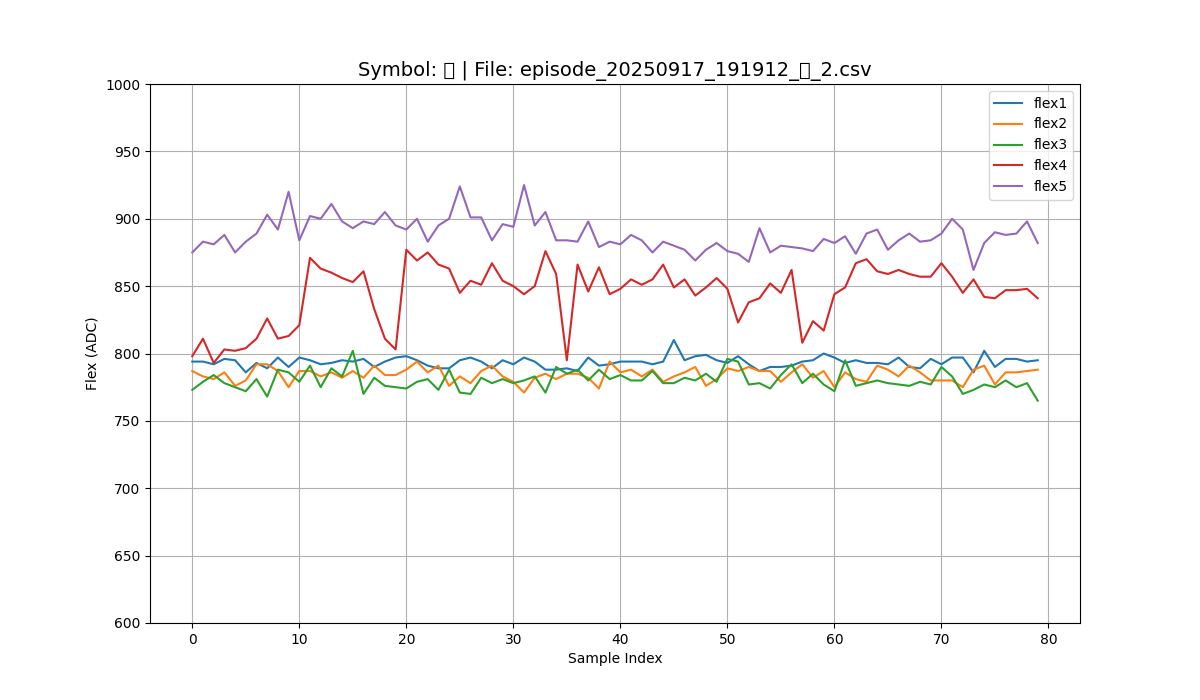 Symbol: | File: episode_20250917_191912_ _2.csv
1000
950
900
850
800
750
700
650
600
Flex (ADC)
0 10 20 30 40 50 60 70 80
Sample Index
flex1
flex2
flex3
flex4
flex5